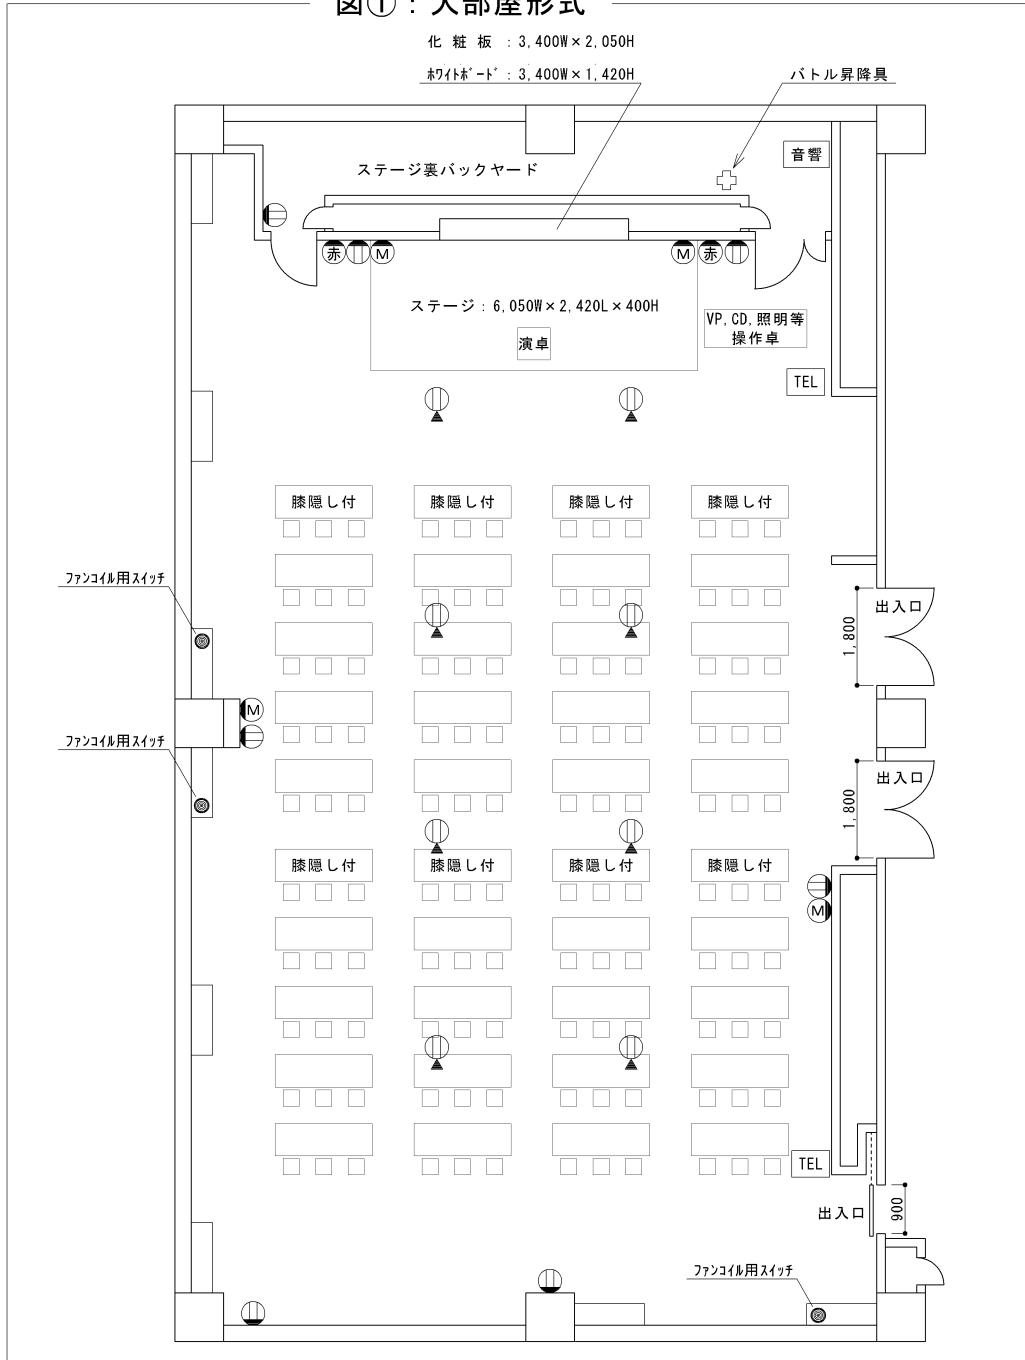 図①：大部屋形式
化 粧 板 ：3,400W×2,050H
ﾎﾜｲﾄﾎﾞｰﾄﾞ：3,400W×1,420H
バトル昇降具
音響
ステージ裏バックヤード
赤
M
M
赤
ステージ：6,050W×2,420L×400H
VP,CD,照明等
操作卓
演卓
TEL
膝隠し付
膝隠し付
膝隠し付
膝隠し付
ﾌｧﾝｺｲﾙ用ｽｲｯﾁ
出入口
1,800
M
ﾌｧﾝｺｲﾙ用ｽｲｯﾁ
出入口
1,800
膝隠し付
膝隠し付
膝隠し付
膝隠し付
M
TEL
出入口
900
ﾌｧﾝｺｲﾙ用ｽｲｯﾁ